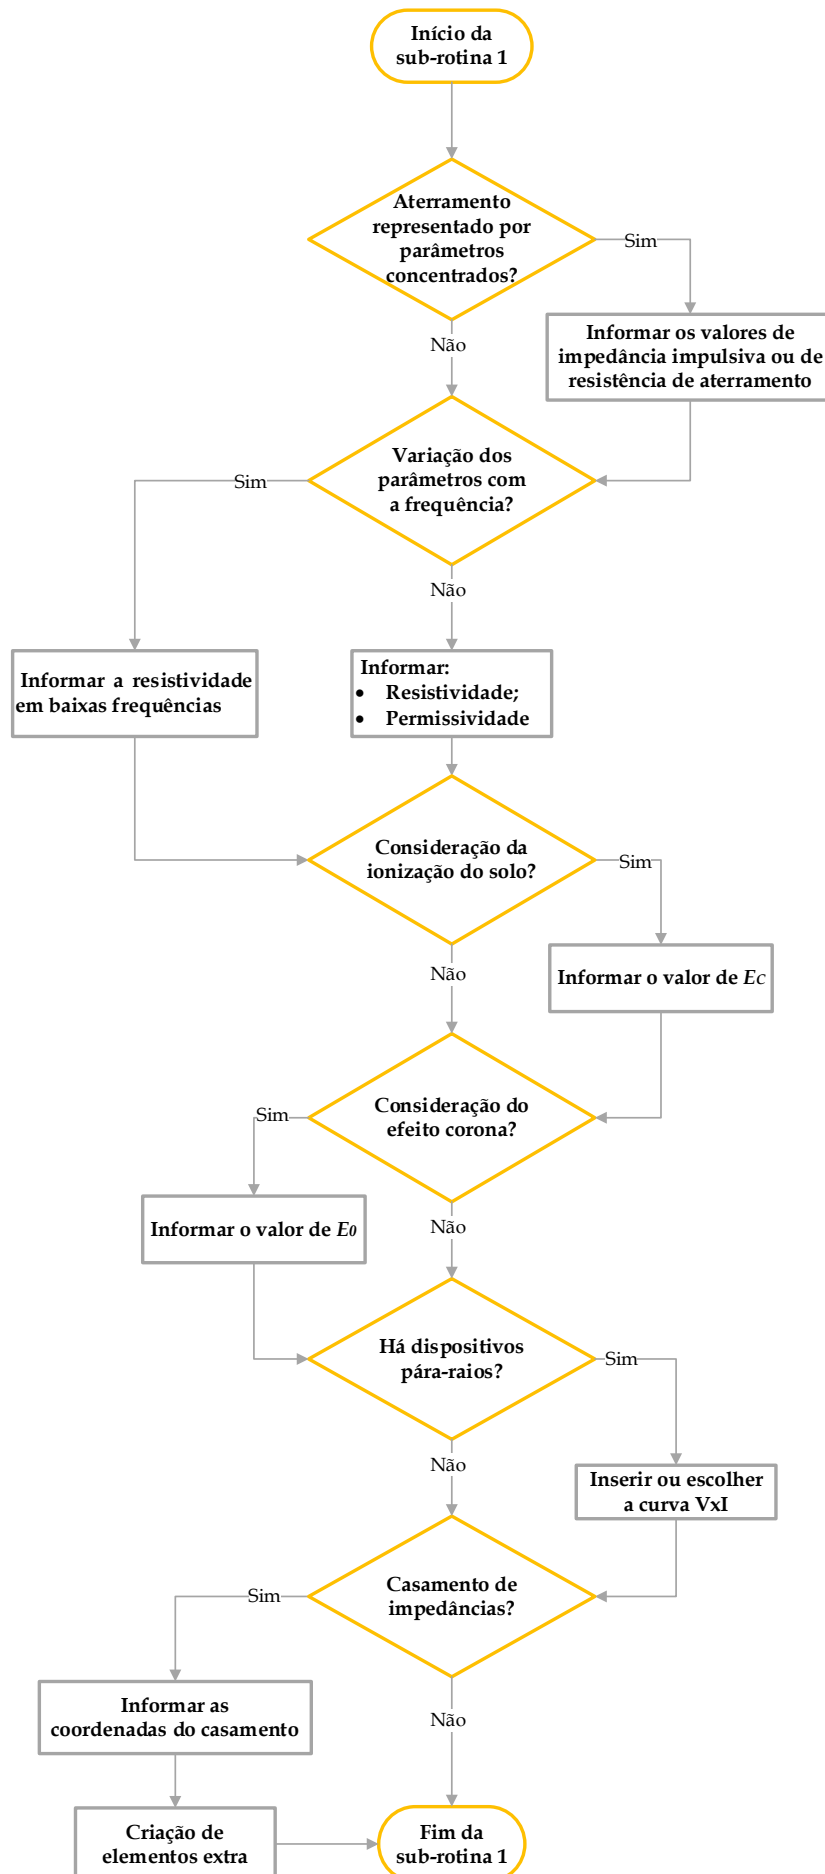 Início da
sub-rotina 1
Aterramento
representado por
parâmetros
concentrados?
Sim
Não
Informar os valores de
impedância impulsiva ou de
resistência de aterramento
Variação dos
parâmetros com
a frequência?
Sim
Não
Informar a resistividade
em baixas frequências
Informar:
• Resistividade;
• Permissividade
Consideração da
ionização do solo?
Sim
Não
Informar o valor de Ec
Consideração do
efeito corona?
Sim
Não
Informar o valor de E0
Há dispositivos
pára-raios?
Sim
Não
Inserir ou escolher
a curva VxI
Casamento de
impedâncias?
Sim
Não
Informar as
coordenadas do casamento
Criação de
elementos extra
Fim da
sub-rotina 1